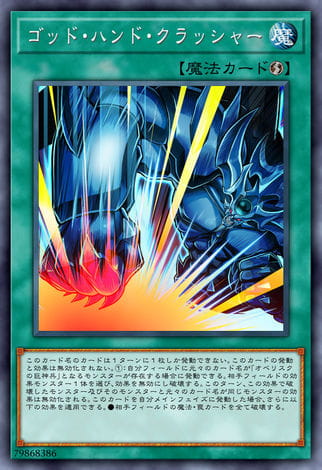 ゴッド・ハンド・クラッシャー 魔
【魔法カード】
このカード名のカードは1ターンに1枚しか発動できない。このカードの発動
と効果は無効化されない。①:自分フィールドに元々のカード名が「オベリスク
の巨神兵」となるモンスターが存在する場合に発動できる。相手フィールドの効
果モンスター1体を選び、効果を無効にし破壊する。このターン、この効果で破
壊したモンスター及びそのモンスターと元々のカード名が同じモンスターの効
果は無効化される。このカードを自分メインフェイズに発動した場合、さらに以
下の効果を適用できる。●相手フィールドの魔法・罠カードを全て破壊する。
79868386